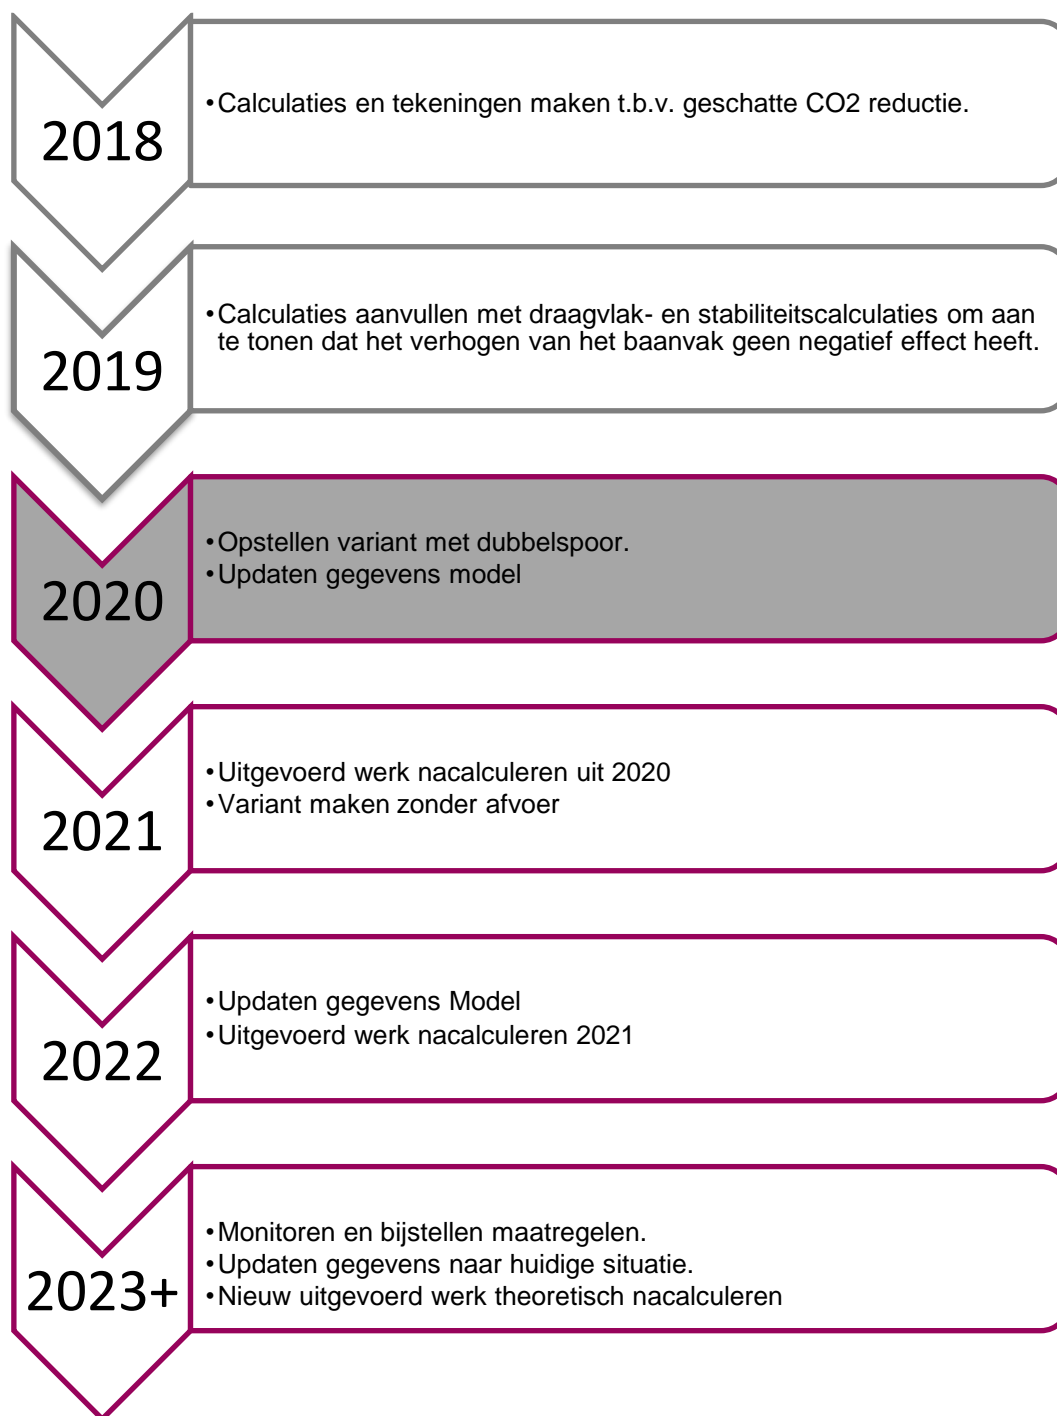 2018
•Calculaties en tekeningen maken t.b.v. geschatte CO2 reductie.
2019
•Calculaties aanvullen met draagvlak- en stabiliteitscalculaties om aan
te tonen dat het verhogen van het baanvak geen negatief effect heeft.
2020
•Opstellen variant met dubbelspoor.
•Updaten gegevens model
2021
•Uitgevoerd werk nacalculeren uit 2020
•Variant maken zonder afvoer
2022
•Updaten gegevens Model
•Uitgevoerd werk nacalculeren 2021
2023+
•Monitoren en bijstellen maatregelen.
•Updaten gegevens naar huidige situatie.
•Nieuw uitgevoerd werk theoretisch nacalculeren